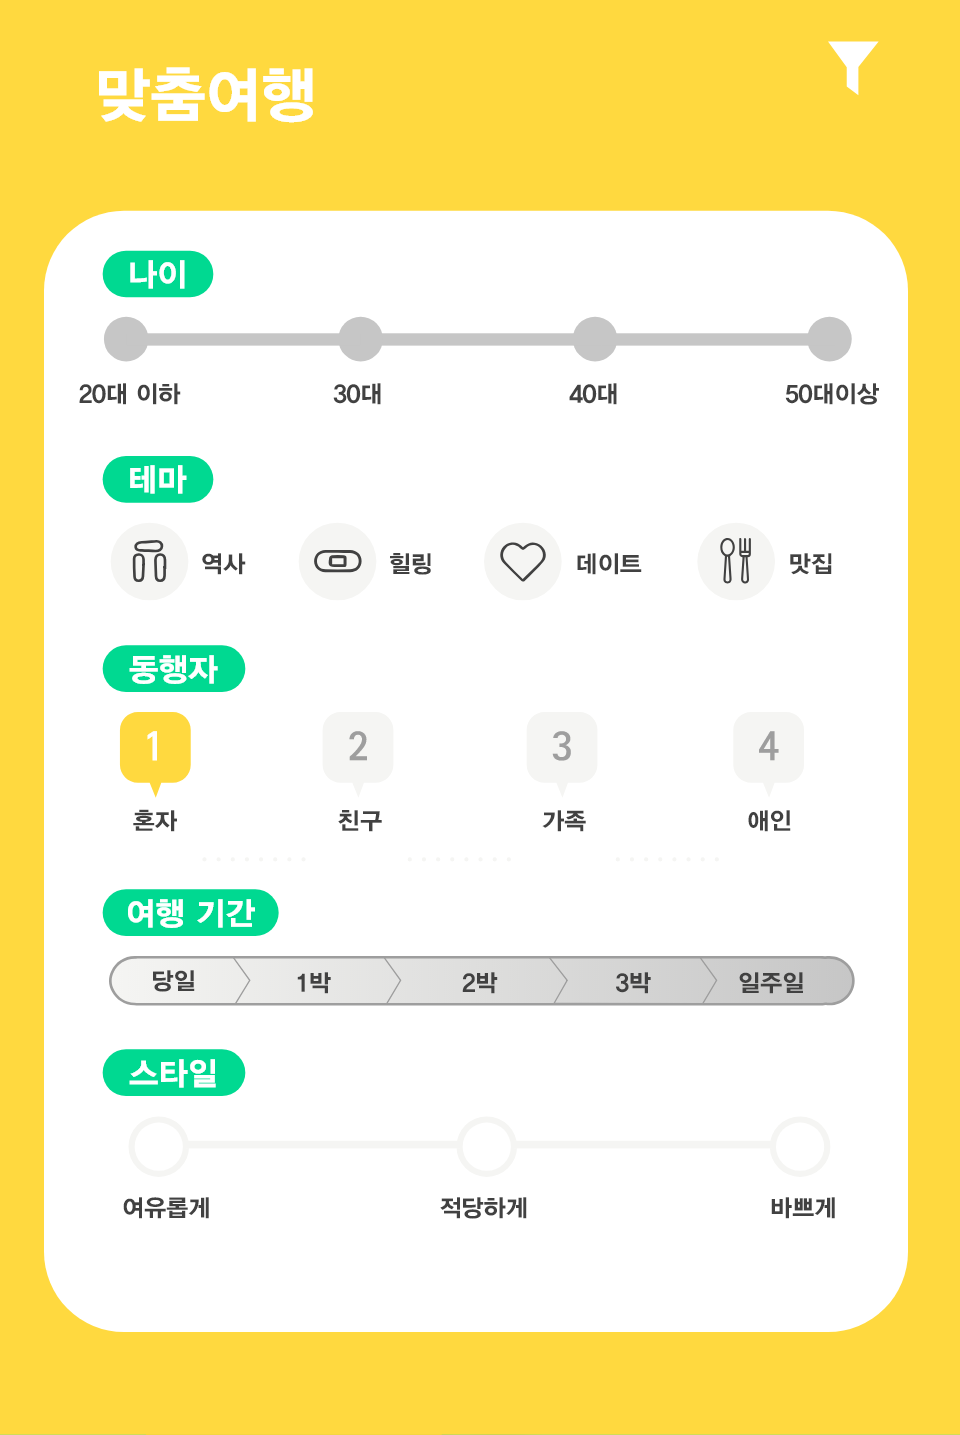 맞춤여행
나이
20대 이하 30대 40대 50대이상
테마
역사 힐링 데이트 맛집
동행자
1 2 3 4
혼자 친구 가족 애인
여행 기간
당일 1박 2박 3박 일주일
스타일
여유롭게 적당하게 바쁘게